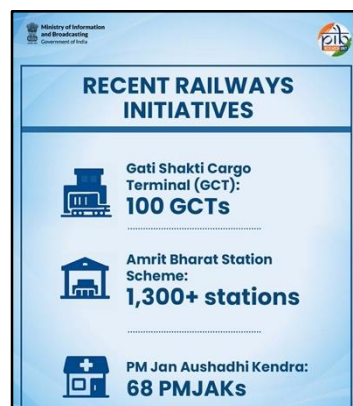 Ministry of Information
and Broadcasting
Government of India
pib
RECENT RAILWAYS
INITIATIVES
Gati Shakti Cargo
Terminal (GCT):
100 GCTs
Amrit Bharat Station
Scheme:
1,300+ stations
PM Jan Aushadhi Kendra:
68 PMJAKs